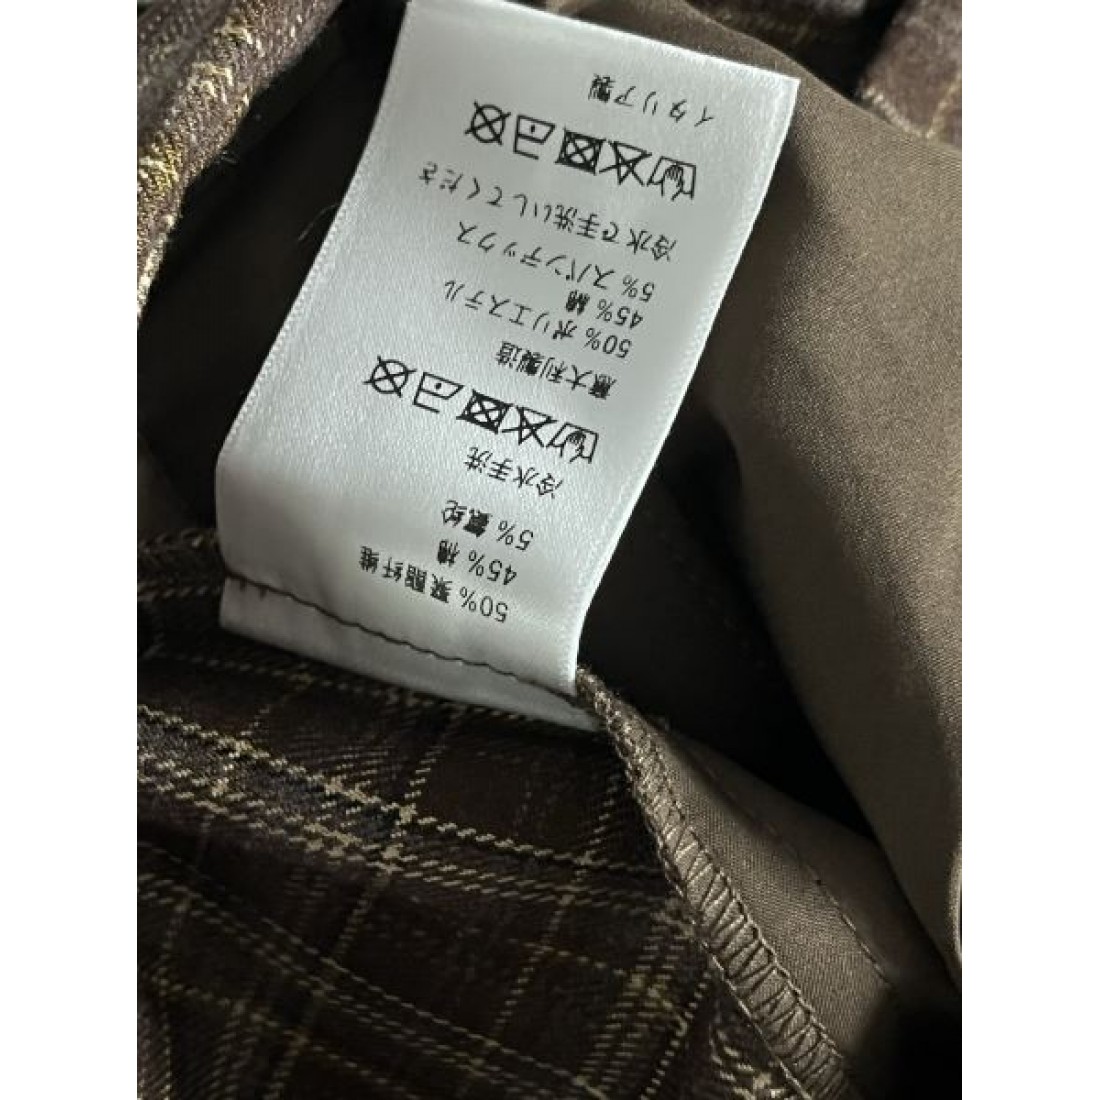 50% 聚酯纤维
45% 棉
5% 氨纶
冷水手洗
意大利製造
50% ポリエステル
45% 綿
5% スパンデックス
冷水で手洗いしてくださ
イタリア製